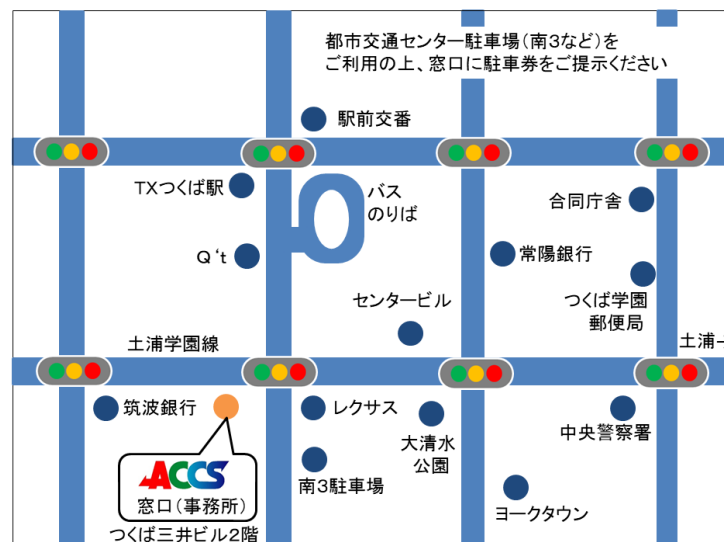 都市交通センター駐車場(南3など)を
ご利用の上、窓口に駐車券をご提示ください
駅前交番
TXつくば駅
バス
のりば
合同庁舎
Q‘t
常陽銀行
つくば学園
郵便局
センタービル
土浦学園線
土浦一
筑波銀行
レクサス
大清水
公園
中央警察署
ACCS
窓口(事務所)
つくば三井ビル2階
南3駐車場
ヨークタウン